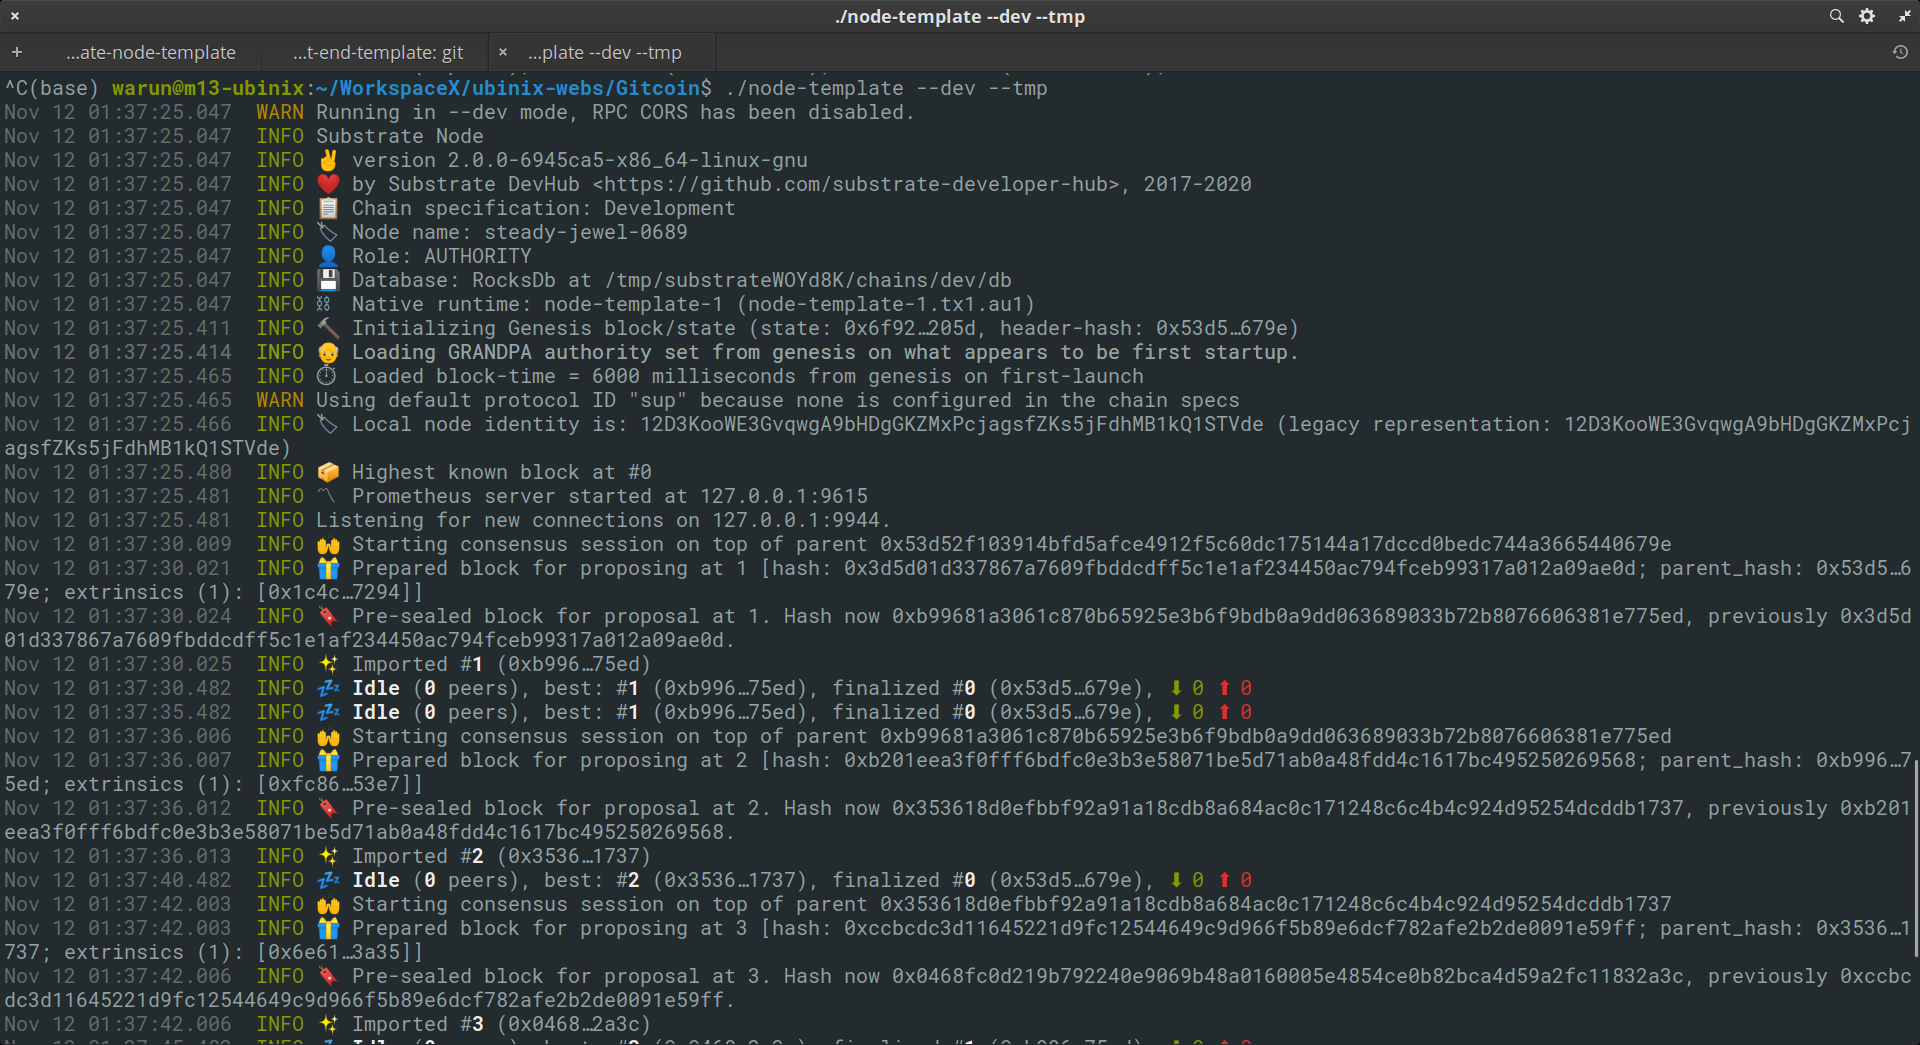 ./node-template --dev --tmp
...ate-node-template
...t-end-template: git
...plate --dev --tmp
^C(base) warun@m13-ubinix:~/WorkspaceX/ubinix-webs/Gitcoin$ ./node-template --dev --tmp
Nov 12 01:37:25.047 WARN Running in --dev mode, RPC CORS has been disabled.
Nov 12 01:37:25.047 INFO Substrate Node
Nov 12 01:37:25.047 INFO ✌️ version 2.0.0-6945ca5-x86_64-linux-gnu
Nov 12 01:37:25.047 INFO ❤️ by Substrate DevHub <https://github.com/substrate-developer-hub>, 2017-2020
Nov 12 01:37:25.047 INFO 📋 Chain specification: Development
Nov 12 01:37:25.047 INFO 🏷 Node name: steady-jewel-0689
Nov 12 01:37:25.047 INFO 👤 Role: AUTHORITY
Nov 12 01:37:25.047 INFO 💾 Database: RocksDb at /tmp/substrateWOYd8K/chains/dev/db
Nov 12 01:37:25.047 INFO ⛓ Native runtime: node-template-1 (node-template-1.tx1.au1)
Nov 12 01:37:25.411 INFO 🔨 Initializing Genesis block/state (state: 0x6f92…205d, header-hash: 0x53d5…679e)
Nov 12 01:37:25.414 INFO 👴 Loading GRANDPA authority set from genesis on what appears to be first startup.
Nov 12 01:37:25.465 INFO ⏱ Loaded block-time = 6000 milliseconds from genesis on first-launch
Nov 12 01:37:25.465 WARN Using default protocol ID "sup" because none is configured in the chain specs
Nov 12 01:37:25.466 INFO 🏷 Local node identity is: 12D3KooWE3GvqwgA9bHDgGKZMxPcjagsfZKs5jFdhMB1kQ1STVde (legacy representation: 12D3KooWE3GvqwgA9bHDgGKZMxPcj
agsfZKs5jFdhMB1kQ1STVde)
Nov 12 01:37:25.480 INFO 📦 Highest known block at #0
Nov 12 01:37:25.481 INFO 〽️ Prometheus server started at 127.0.0.1:9615
Nov 12 01:37:25.481 INFO Listening for new connections on 127.0.0.1:9944.
Nov 12 01:37:30.009 INFO 🙌 Starting consensus session on top of parent 0x53d52f103914bfd5afce4912f5c60dc175144a17dccd0bedc744a3665440679e
Nov 12 01:37:30.021 INFO 🎁 Prepared block for proposing at 1 [hash: 0x3d5d01d337867a7609fbddcdff5c1e1af234450ac794fceb99317a012a09ae0d; parent_hash: 0x53d5…6
79e; extrinsics (1): [0x1c4c…7294]]
Nov 12 01:37:30.024 INFO 🔖 Pre-sealed block for proposal at 1. Hash now 0xb99681a3061c870b65925e3b6f9bdb0a9dd063689033b72b8076606381e775ed, previously 0x3d5d
01d337867a7609fbddcdff5c1e1af234450ac794fceb99317a012a09ae0d.
Nov 12 01:37:30.025 INFO ✨ Imported #1 (0xb996…75ed)
Nov 12 01:37:30.482 INFO 💤 Idle (0 peers), best: #1 (0xb996…75ed), finalized #0 (0x53d5…679e), ⬇ 0 ⬆ 0
Nov 12 01:37:35.482 INFO 💤 Idle (0 peers), best: #1 (0xb996…75ed), finalized #0 (0x53d5…679e), ⬇ 0 ⬆ 0
Nov 12 01:37:36.006 INFO 🙌 Starting consensus session on top of parent 0xb99681a3061c870b65925e3b6f9bdb0a9dd063689033b72b8076606381e775ed
Nov 12 01:37:36.007 INFO 🎁 Prepared block for proposing at 2 [hash: 0xb201eea3f0fff6bdfc0e3b3e58071be5d71ab0a48fdd4c1617bc495250269568; parent_hash: 0xb996…7
5ed; extrinsics (1): [0xfc86…53e7]]
Nov 12 01:37:36.012 INFO 🔖 Pre-sealed block for proposal at 2. Hash now 0x353618d0efbbf92a91a18cdb8a684ac0c171248c6c4b4c924d95254dcddb1737, previously 0xb201
eea3f0fff6bdfc0e3b3e58071be5d71ab0a48fdd4c1617bc495250269568.
Nov 12 01:37:36.013 INFO ✨ Imported #2 (0x3536…1737)
Nov 12 01:37:40.482 INFO 💤 Idle (0 peers), best: #2 (0x3536…1737), finalized #0 (0x53d5…679e), ⬇ 0 ⬆ 0
Nov 12 01:37:42.003 INFO 🙌 Starting consensus session on top of parent 0x353618d0efbbf92a91a18cdb8a684ac0c171248c6c4b4c924d95254dcddb1737
Nov 12 01:37:42.003 INFO 🎁 Prepared block for proposing at 3 [hash: 0xccbcdc3d11645221d9fc12544649c9d966f5b89e6dcf782afe2b2de0091e59ff; parent_hash: 0x3536…1
737; extrinsics (1): [0x6e61…3a35]]
Nov 12 01:37:42.006 INFO 🔖 Pre-sealed block for proposal at 3. Hash now 0x0468fc0d219b792240e9069b48a0160005e4854ce0b82bca4d59a2fc11832a3c, previously 0xccbc
dc3d11645221d9fc12544649c9d966f5b89e6dcf782afe2b2de0091e59ff.
Nov 12 01:37:42.006 INFO ✨ Imported #3 (0x0468…2a3c)